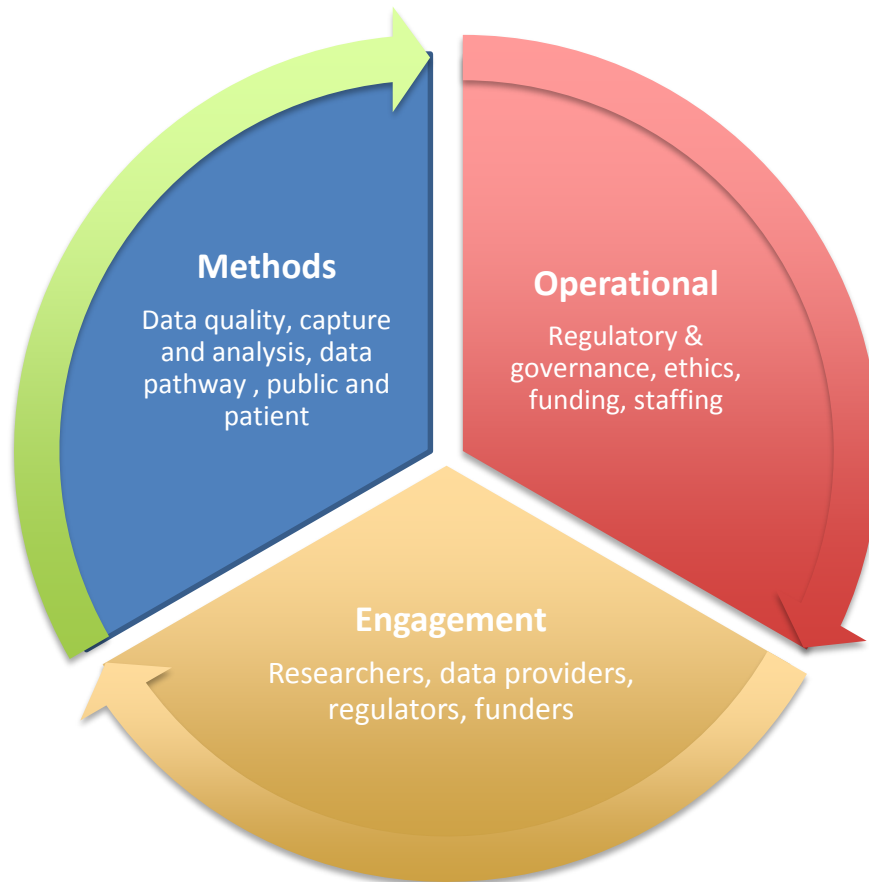 Methods
Data quality, capture
and analysis, data
pathway , public and
patient
Operational
Regulatory &
governance, ethics,
funding, staffing
Engagement
Researchers, data providers,
regulators, funders